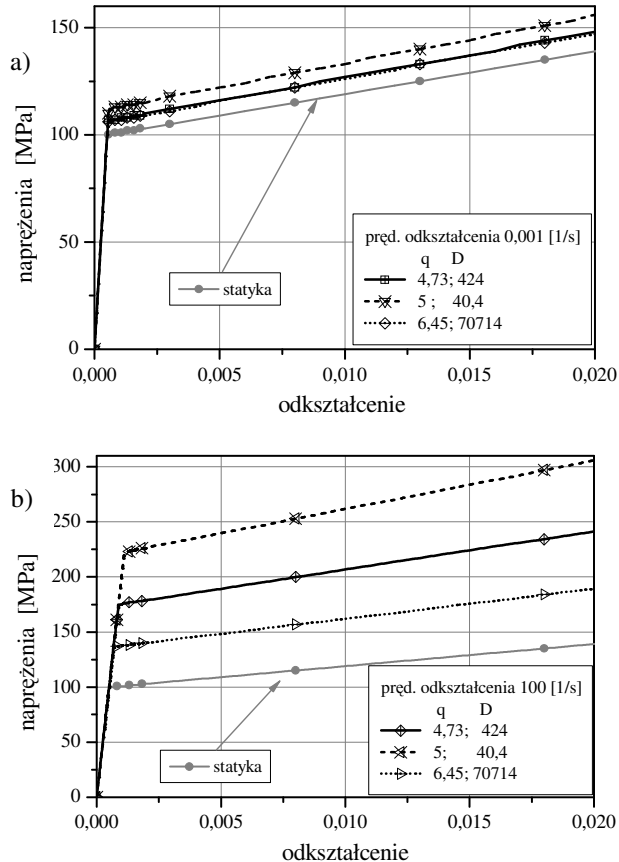 a)
naprężenia [MPa]
150
100
50
0
pręd. odkształcenia 0,001 [1/s]
q D
4,73; 424
5 ; 40,4
6,45; 70714
statyka
0,000 0,005 0,010 0,015 0,020
odkształcenie
b)
naprężenia [MPa]
300
250
200
150
100
50
0
pręd. odkształcenia 100 [1/s]
q D
4,73; 424
5; 40,4
6,45; 70714
statyka
0,000 0,005 0,010 0,015 0,020
odkształcenie